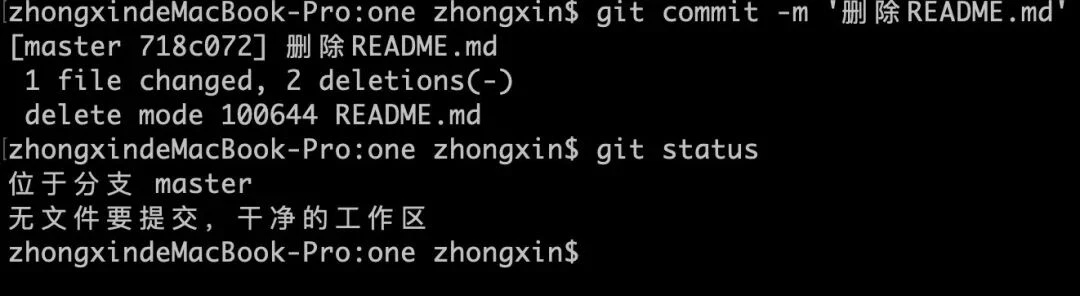 zhongxindeMacBook-Pro:one zhongxin$ git commit -m '删除README.md'
[master 718c072] 删除README.md
 1 file changed, 2 deletions(-)
 delete mode 100644 README.md
[zhongxindeMacBook-Pro:one zhongxin$ git status
位于分支 master
无文件要提交，干净的工作区
zhongxindeMacBook-Pro:one zhongxin$